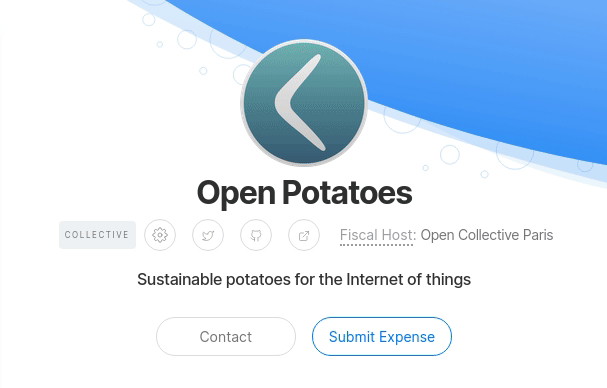 Open Potatoes
COLLECTIVE Fiscal Host: Open Collective Paris
Sustainable potatoes for the Internet of things
Contact Submit Expense